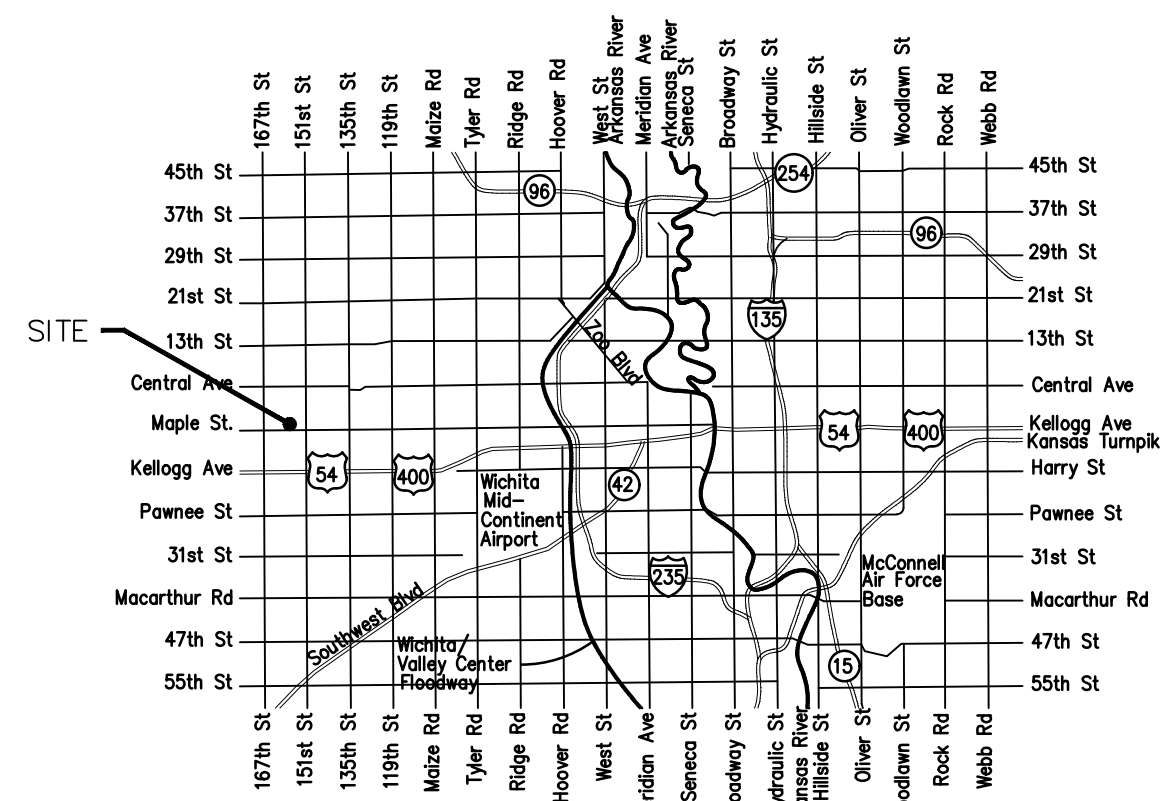 167th St
151st St
135th St
119th St
Maize Rd
Tyler Rd
Ridge Rd
Hoover Rd
West St
Arkansas River
Meridian Ave
Arkansas River
Seneca St
Broadway St
Hydraulic St
Hillside St
Oliver St
Woodlawn St
Rock Rd
Webb Rd
45th St
37th St
29th St
21st St
13th St
Central Ave
Maple St.
Kellogg Ave
Pawnee St
31st St
Macarthur Rd
47th St
55th St
SITE
96
254
96
135
Zoo Blvd
54
400
54
400
42
Wichita
Mid-
Continent
Airport
235
McConnell
Air Force
Base
Southwest Blvd
Wichita/
Valley Center
Floodway
15
45th St
37th St
29th St
21st St
13th St
Central Ave
Kellogg Ave
Kansas Turnpik
Harry St
Pawnee St
31st St
Macarthur Rd
47th St
55th St
167th St
151st St
135th St
119th St
Maize Rd
Tyler Rd
Ridge Rd
Hoover Rd
West St
ridian Ave
Seneca St
oadway St
ydraulic St
ansas River
Hillside St
Oliver St
odlawn St
Rock Rd
Webb Rd